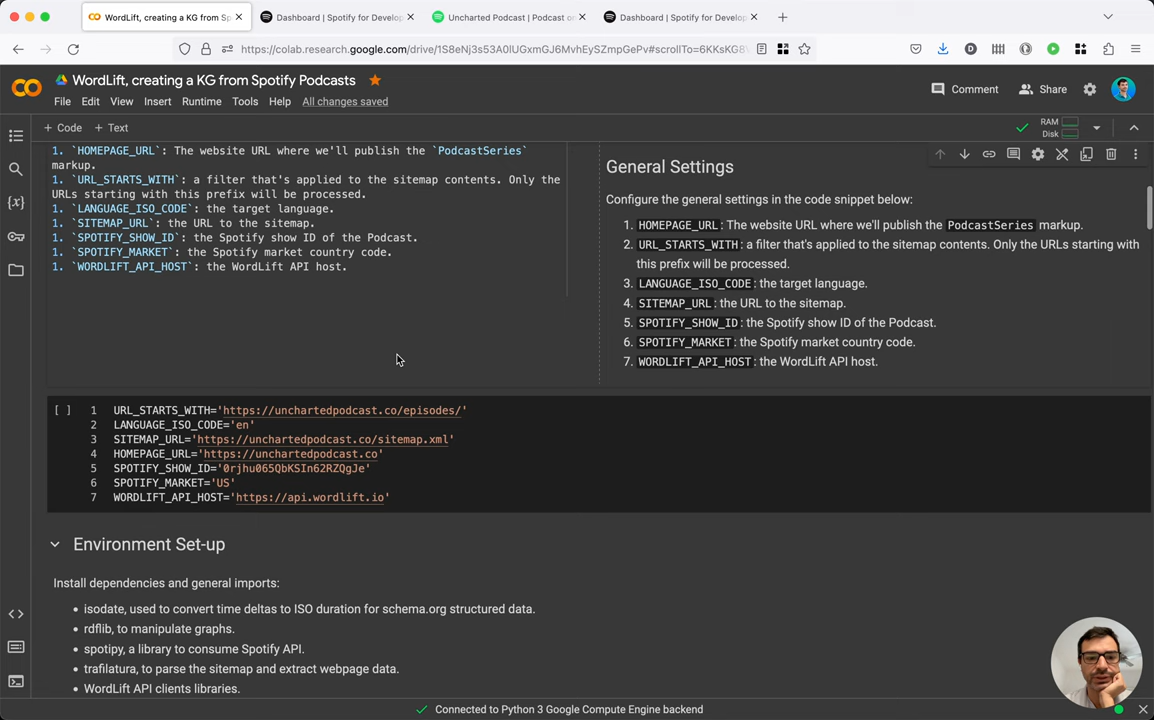 WordLift, creating a KG from S
Dashboard | Spotify for Develop
Uncharted Podcast | Podcast on
Dashboard | Spotify for Develop
https://colab.research.google.com/drive/
WordLift, creating a KG from Spotify Podcasts
File Edit View Insert Runtime Tools Help All changes saved
Comment Share
+ Code + Text
RAM
Disk
1. `HOMEPAGE_URL`: The website URL where we'll publish the `PodcastSeries`
markup.
1. `URL_STARTS_WITH`: a filter that's applied to the sitemap contents. Only the
URLs starting with this prefix will be processed.
1. `LANGUAGE_ISO_CODE`: the target language.
1. `SITEMAP_URL`: the URL to the sitemap.
1. `SPOTIFY_SHOW_ID`: the Spotify show ID of the Podcast.
1. `SPOTIFY_MARKET`: the Spotify market country code.
1. `WORDLIFT_API_HOST`: the WordLift API host.
General Settings
Configure the general settings in the code snippet below:
1. HOMEPAGE_URL: The website URL where we'll publish the PodcastSeries markup.
2. URL_STARTS_WITH: a filter that's applied to the sitemap contents. Only the URLs starting with
this prefix will be processed.
3. LANGUAGE_ISO_CODE: the target language.
4. SITEMAP_URL: the URL to the sitemap.
5. SPOTIFY_SHOW_ID: the Spotify show ID of the Podcast.
6. SPOTIFY_MARKET: the Spotify market country code.
7. WORDLIFT_API_HOST: the WordLift API host.
[ ] 1 URL_STARTS_WITH='https://unchartedpodcast.co/episodes/'
2 LANGUAGE_ISO_CODE='en'
3 SITEMAP_URL='https://unchartedpodcast.co/sitemap.xml'
4 HOMEPAGE_URL='https://unchartedpodcast.co'
5 SPOTIFY_SHOW_ID='0rjhu065QbKSIn62RZQgJe'
6 SPOTIFY_MARKET='US'
7 WORDLIFT_API_HOST='https://api.wordlift.io'
Environment Set-up
Install dependencies and general imports:
• isodate, used to convert time deltas to ISO duration for schema.org structured data.
• rdflib, to manipulate graphs.
• spotipy, a library to consume Spotify API.
• trafilatura, to parse the sitemap and extract webpage data.
• WordLift API clients libraries.
Connected to Python 3 Google Compute Engine backend